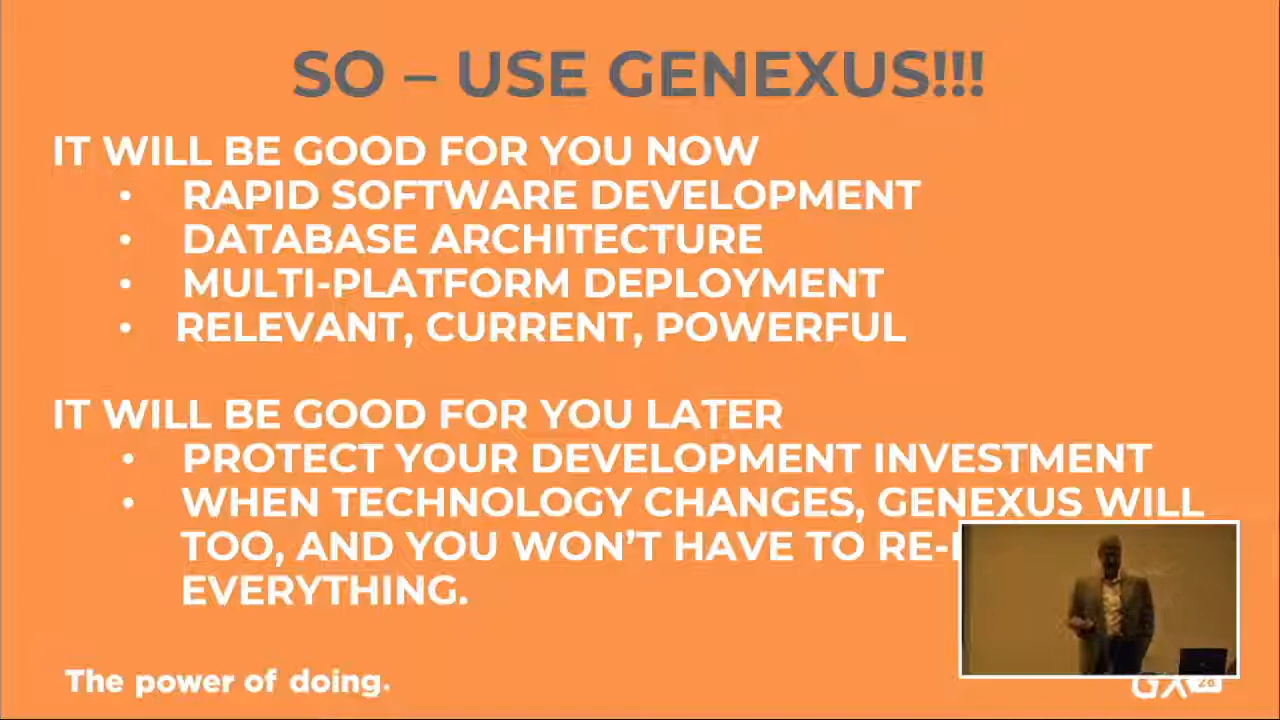 SO – USE GENEXUS!!!
IT WILL BE GOOD FOR YOU NOW
• RAPID SOFTWARE DEVELOPMENT
• DATABASE ARCHITECTURE
• MULTI-PLATFORM DEPLOYMENT
• RELEVANT, CURRENT, POWERFUL
IT WILL BE GOOD FOR YOU LATER
• PROTECT YOUR DEVELOPMENT INVESTMENT
• WHEN TECHNOLOGY CHANGES, GENEXUS WILL
TOO, AND YOU WON’T HAVE TO RE-
EVERYTHING.
The power of doing.
GX28